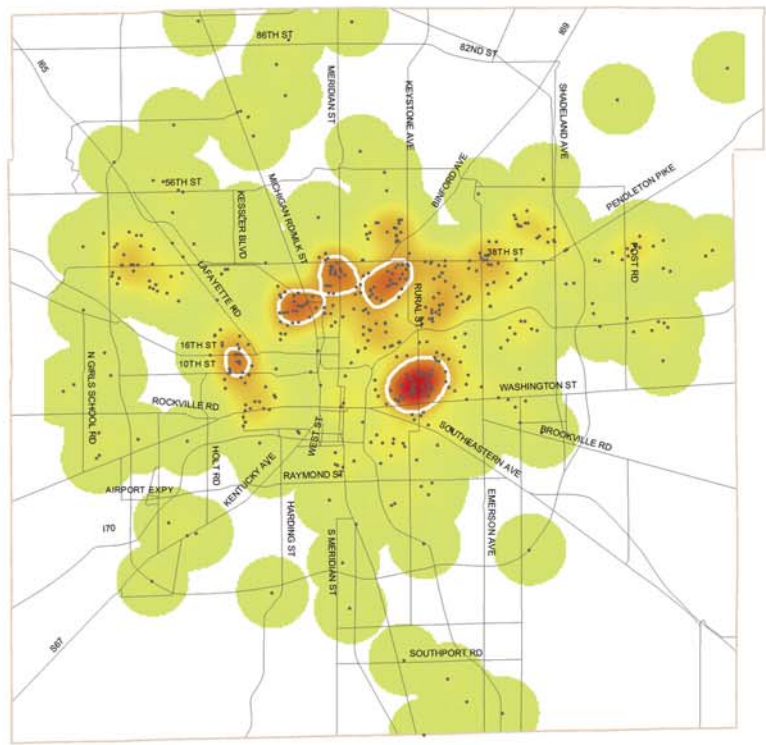 I69
86TH ST
82ND ST
I65
MERIDIAN ST
KEYSTONE AVE
SHADELAND AVE
BINFORD AVE
PENDLETON PIKE
56TH ST
KESSLER BLVD
MICHIGAN RD/MLK ST
LAFAYETTE RD
38TH ST
POST RD
RURAL ST
16TH ST
10TH ST
N GIRLS SCHOOL RD
ROCKVILLE RD
WASHINGTON ST
WEST ST
BROOKVILLE RD
SOUTHEASTERN AVE
HOLT RD
KENTUCKY AVE
RAYMOND ST
AIRPORT EXPY
I70
HARDING ST
S MERIDIAN ST
EMERSON AVE
S67
SOUTHPORT RD